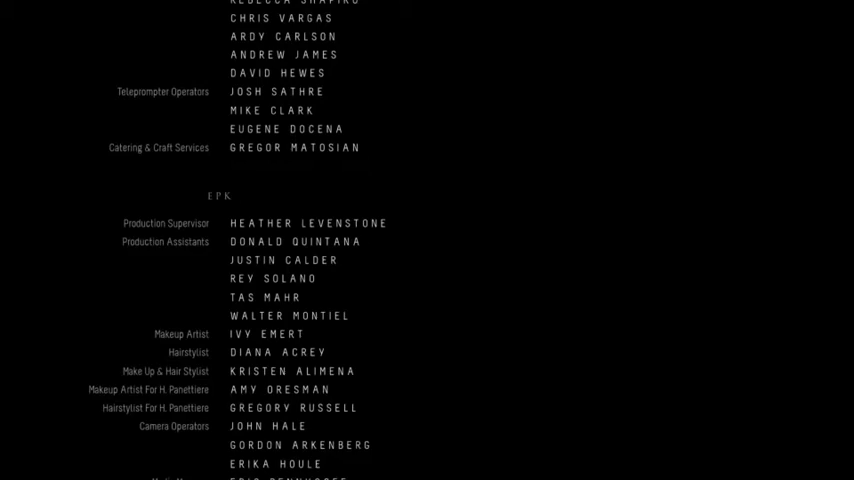 REBECCA SHAPIRO
CHRIS VARGAS
ARDY CARLSON
ANDREW JAMES
DAVID HEWES
Teleprompter Operators JOSH SATHRE
MIKE CLARK
EUGENE DOCENA
Catering & Craft Services GREGOR MATOSIAN
EPK
Production Supervisor HEATHER LEVENSTONE
Production Assistants DONALD QUINTANA
JUSTIN CALDER
REY SOLANO
TAS MAHR
WALTER MONTIEL
Makeup Artist IVY EMERT
Hairstylist DIANA ACREY
Make Up & Hair Stylist KRISTEN ALIMENA
Makeup Artist For H. Panettiere AMY ORESMAN
Hairstylist For H. Panettiere GREGORY RUSSELL
Camera Operators JOHN HALE
GORDON ARKENBERG
ERIKA HOULE